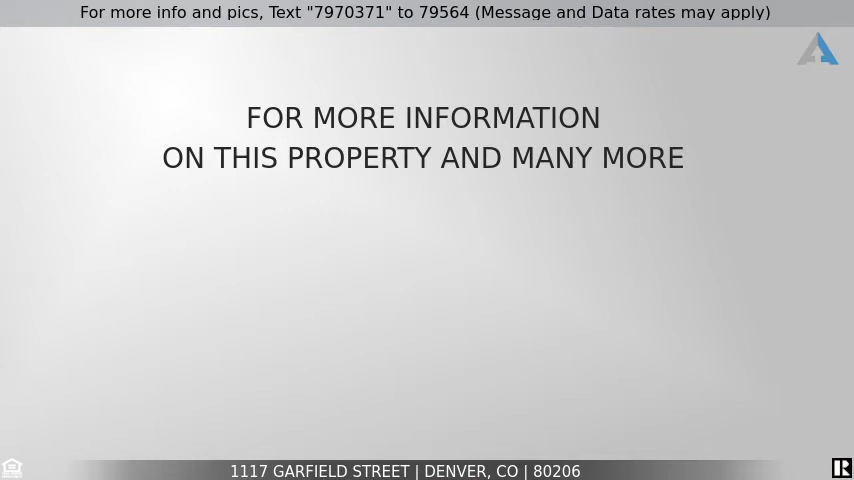 For more info and pics, Text "7970371" to 79564 (Message and Data rates may apply)
FOR MORE INFORMATION
ON THIS PROPERTY AND MANY MORE
1117 GARFIELD STREET | DENVER, CO | 80206